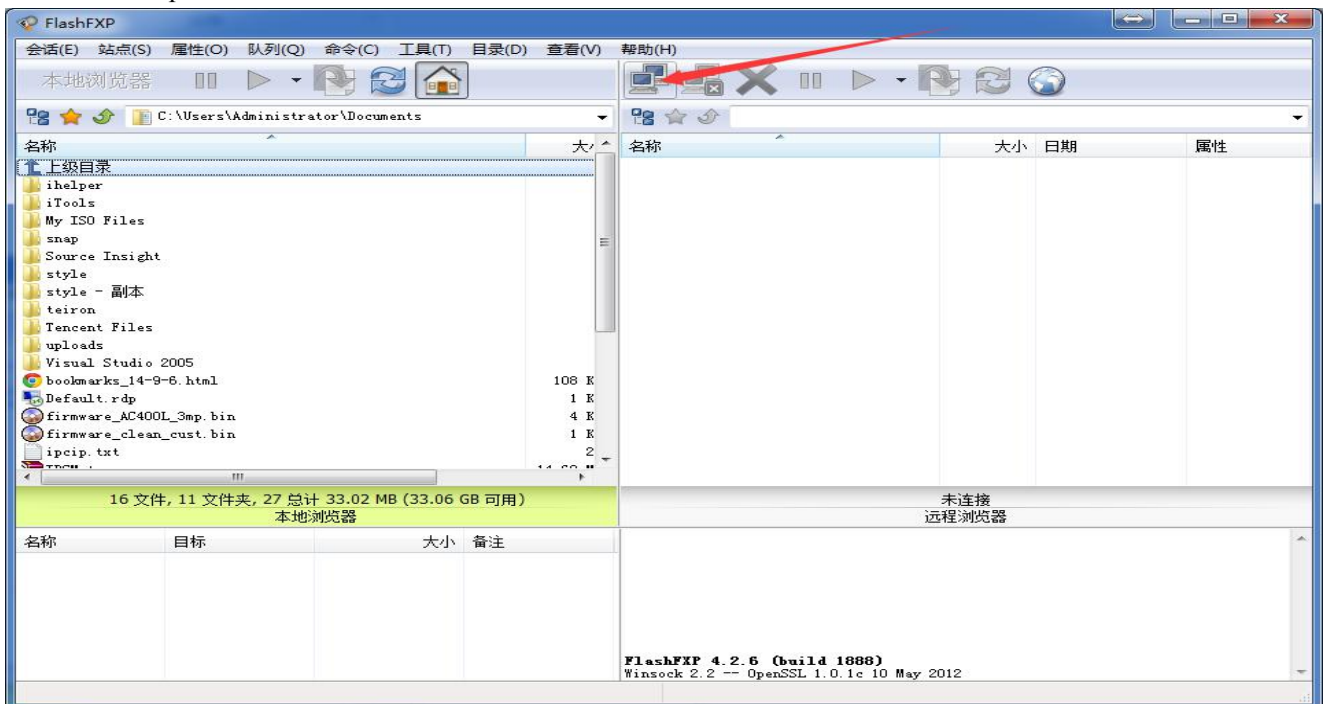 FlashFXP
会话(E) 站点(S) 属性(O) 队列(Q) 命令(C) 工具(T) 目录(D) 查看(V) 帮助(H)
本地浏览器
C:\Users\Administrator\Documents
名称 大小 日期 属性
名称
上级目录
ihelper
iTools
My ISO Files
snap
Source Insight
style
style - 副本
teiron
Tencent Files
uploads
Visual Studio 2005
bookmarks_14-9-6.html 108 K
Default.rdp 1 K
firmware_AC400L_3mp.bin 4 K
firmware_clean_cust.bin 1 K
ipcip.txt 2
16 文件, 11 文件夹, 27 总计 33.02 MB (33.06 GB 可用)
本地浏览器
未连接
远程浏览器
名称 目标 大小 备注
FlashFXP 4.2.6 (build 1888)
Winsock 2.2 -- OpenSSL 1.0.1c 10 May 2012